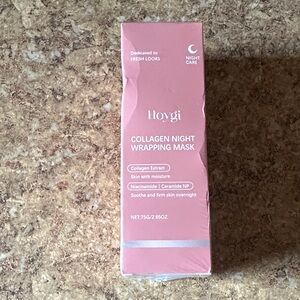 Dedicated to
FRESH LOOKS
NIGHT
CARE
Hoygi
COLLAGEN NIGHT
WRAPPING MASK
Collagen Extract
Skin with moisture
Niacinamide | Ceramide NP
Soothe and firm skin overnight
NET:75G/2.65OZ